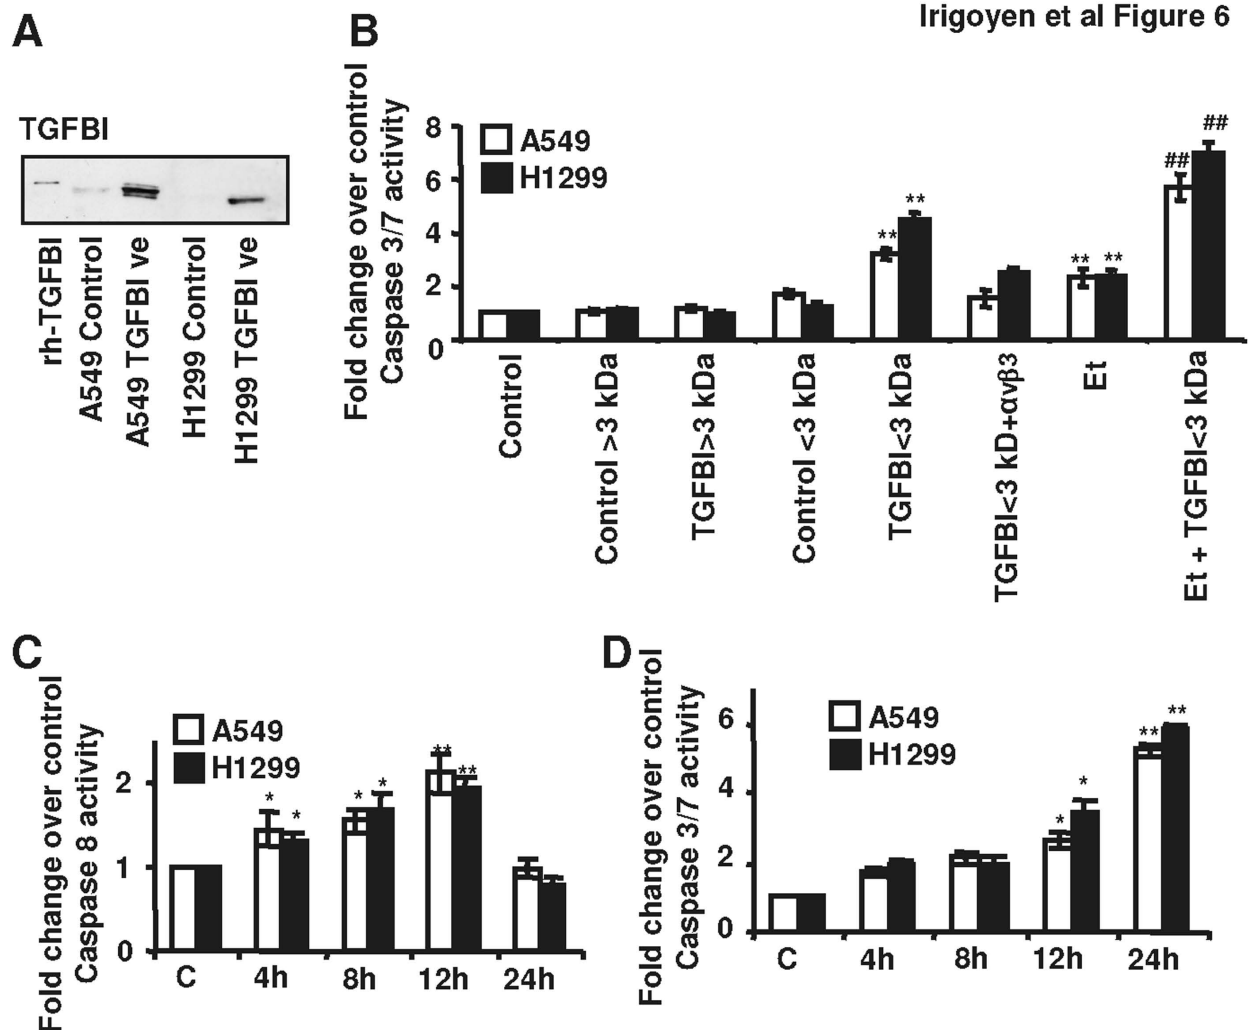 Irigoyen et al Figure 6
A
TGFBI
rh-TGFBI
A549 Control
A549 TGFBI ve
H1299 Control
H1299 TGFBI ve
B
Fold change over control
Caspase 3/7 activity
8
6
4
2
0
A549
H1299
**
**
**
**
##
##
Control
Control >3 kDa
TGFBI>3 kDa
Control <3 kDa
TGFBI<3 kDa
TGFBI<3 kD+αvβ3
Et
Et + TGFBI<3 kDa
C
Fold change over control
Caspase 8 activity
2
1
0
A549
H1299
*
*
*
*
**
**
C
4h
8h
12h
24h
D
Fold change over control
Caspase 3/7 activity
6
4
2
0
A549
H1299
*
*
**
**
C
4h
8h
12h
24h